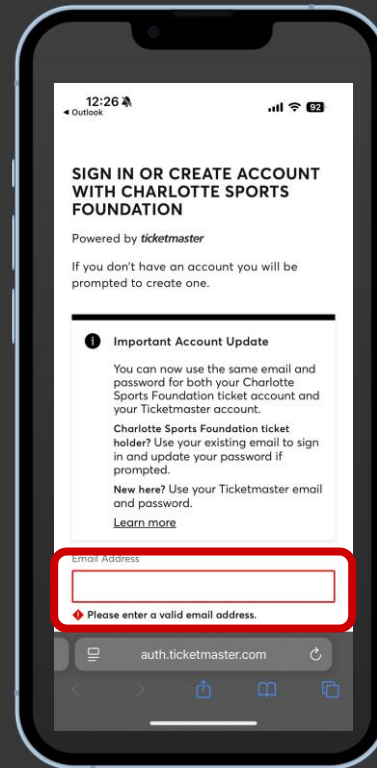 12:26
◄ Outlook
92
SIGN IN OR CREATE ACCOUNT
WITH CHARLOTTE SPORTS
FOUNDATION
Powered by ticketmaster
If you don't have an account you will be
prompted to create one.
Important Account Update
You can now use the same email and
password for both your Charlotte
Sports Foundation ticket account and
your Ticketmaster account.
Charlotte Sports Foundation ticket
holder? Use your existing email to sign
in and update your password if
prompted.
New here? Use your Ticketmaster email
and password.
Learn more
Email Address
Please enter a valid email address.
auth.ticketmaster.com